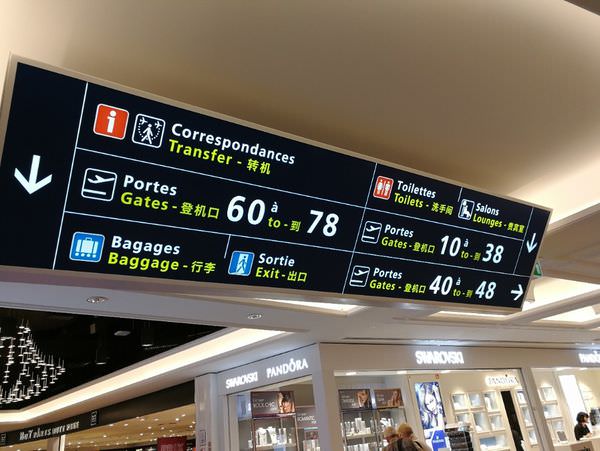 Correspondances
Transfer - 转机
Portes
Gates - 登机口 60 à to - 到 78
Bagages
Baggage - 行李
Sortie
Exit - 出口
Toilettes
Toilets - 洗手间
Salons
Lounges - 贵宾室
Portes
Gates - 登机口 10 à to - 到 38
Portes
Gates - 登机口 40 à to - 到 48
SWAROVSKI PANDÖRA
SWAROVSKI
PANDÖRA